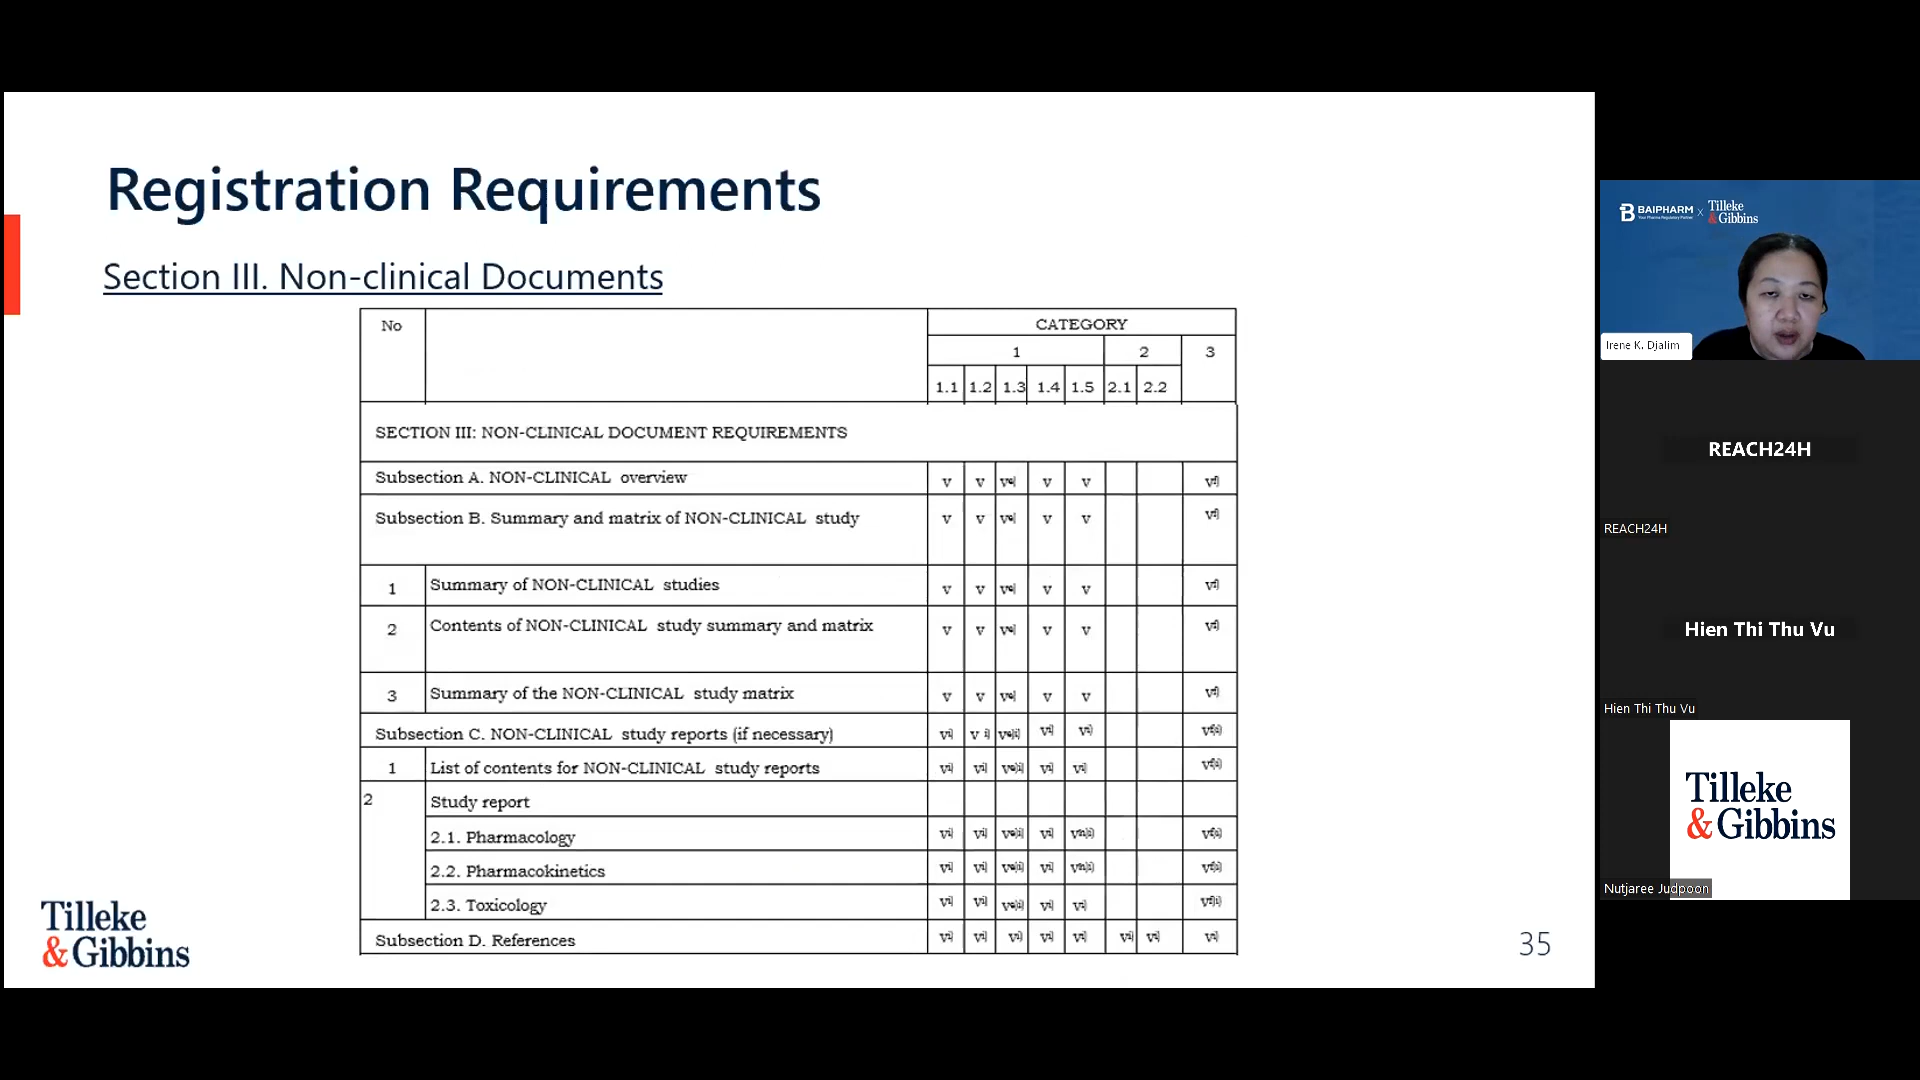 Registration Requirements
Section III. Non-clinical Documents
No CATEGORY
1 2 3
1.1 1.2 1.3 1.4 1.5 2.1 2.2
SECTION III: NON-CLINICAL DOCUMENT REQUIREMENTS
Subsection A. NON-CLINICAL overview v v v v
Subsection B. Summary and matrix of NON-CLINICAL study v v v v
1 Summary of NON-CLINICAL studies v v v v
2 Contents of NON-CLINICAL study summary and matrix v v v v
3 Summary of the NON-CLINICAL study matrix v v v v
Subsection C. NON-CLINICAL study reports (if necessary)
1 List of contents for NON-CLINICAL study reports
2 Study report
2.1. Pharmacology
2.2. Pharmacokinetics
2.3. Toxicology
Subsection D. References
Tilleke
&Gibbins
35
BAIPHARM x Tilleke
&Gibbins
Irene K. Djalim
REACH24H
REACH24H
Hien Thi Thu Vu
Hien Thi Thu Vu
Tilleke
&Gibbins
Nutjaree Judpoon